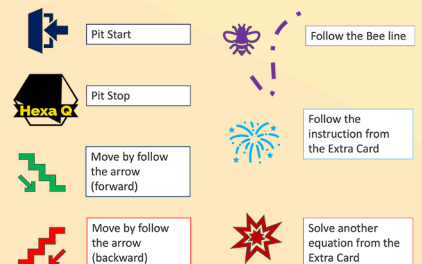 Pit Start
Follow the Bee line
Hexa Q
Pit Stop
Follow the
instruction from
the Extra Card
Move by follow
the arrow
(forward)
Move by follow
the arrow
(backward)
Solve another
equation from the
Extra Card